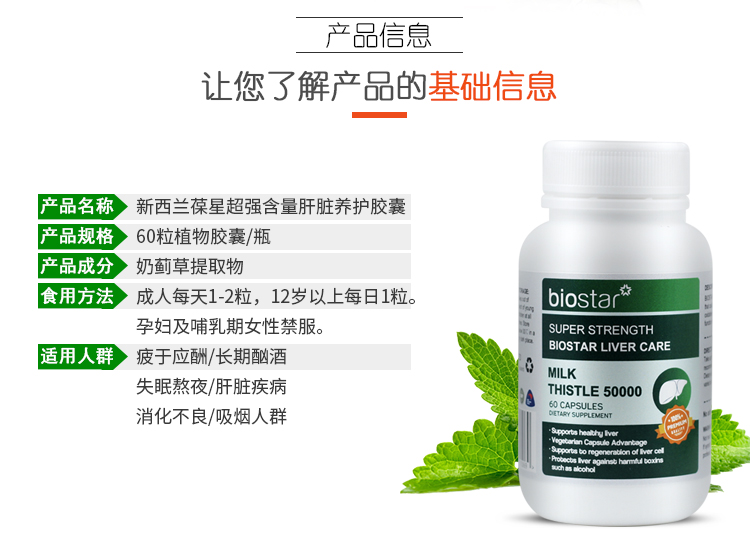 产品信息
让您了解产品的基础信息
产品名称 新西兰葆星超强含量肝脏养护胶囊
产品规格 60粒植物胶囊/瓶
产品成分 奶蓟草提取物
食用方法 成人每天1-2粒，12岁以上每日1粒。
孕妇及哺乳期女性禁服。
适用人群 疲于应酬/长期酗酒
失眠熬夜/肝脏疾病
消化不良/吸烟人群
biostar
SUPER STRENGTH
BIOSTAR LIVER CARE
MILK
THISTLE 50000
60 CAPSULES
DIETARY SUPPLEMENT
100%
PREMIUM
· Supports healthy liver
· Vegetarian Capsule Advantage
· Supports to regeneration of liver cell
· Protects liver against harmful toxins
such as alcohol